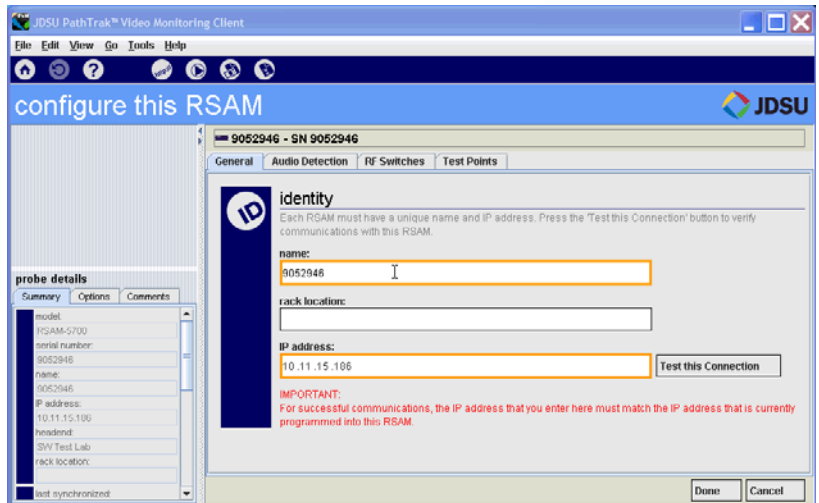 JDSU PathTrak™ Video Monitoring Client
File Edit View Go Tools Help
configure this RSAM
JDSU
9052946 - SN 9052946
General Audio Detection RF Switches Test Points
ID
identity
Each RSAM must have a unique name and IP address. Press the 'Test this Connection' button to verify
communications with this RSAM.
name:
9052946
rack location:
IP address:
10.11.15.186
Test this Connection
IMPORTANT:
For successful communications, the IP address that you enter here must match the IP address that is currently
programmed into this RSAM.
probe details
Summary Options Comments
model:
RSAM-5700
serial number:
9052946
name:
9052946
IP address:
10.11.15.186
headend:
SW Test Lab
rack location:
last synchronized:
Done Cancel